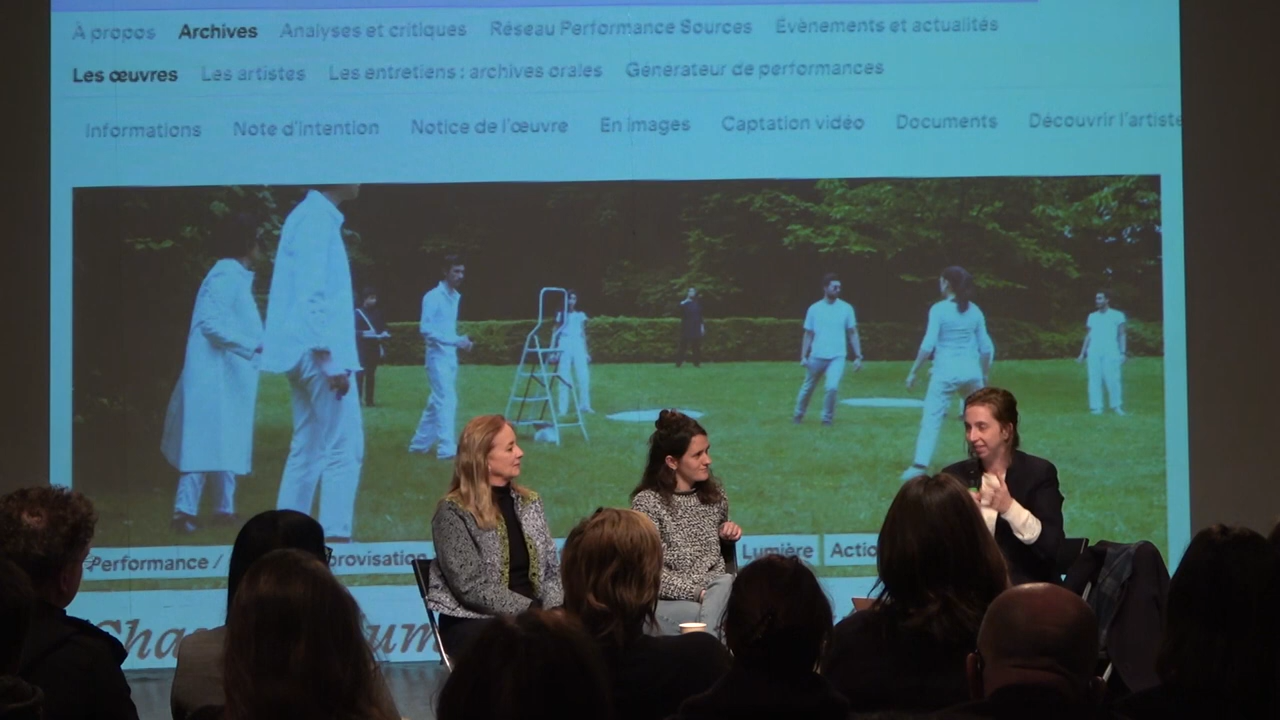 À propos Archives Analyses et critiques Réseau Performance Sources Évènements et actualités
Les œuvres Les artistes Les entretiens : archives orales Générateur de performances
Informations Note d'intention Notice de l'œuvre En images Captation vidéo Documents Découvrir l'artiste
Performance / Lumière